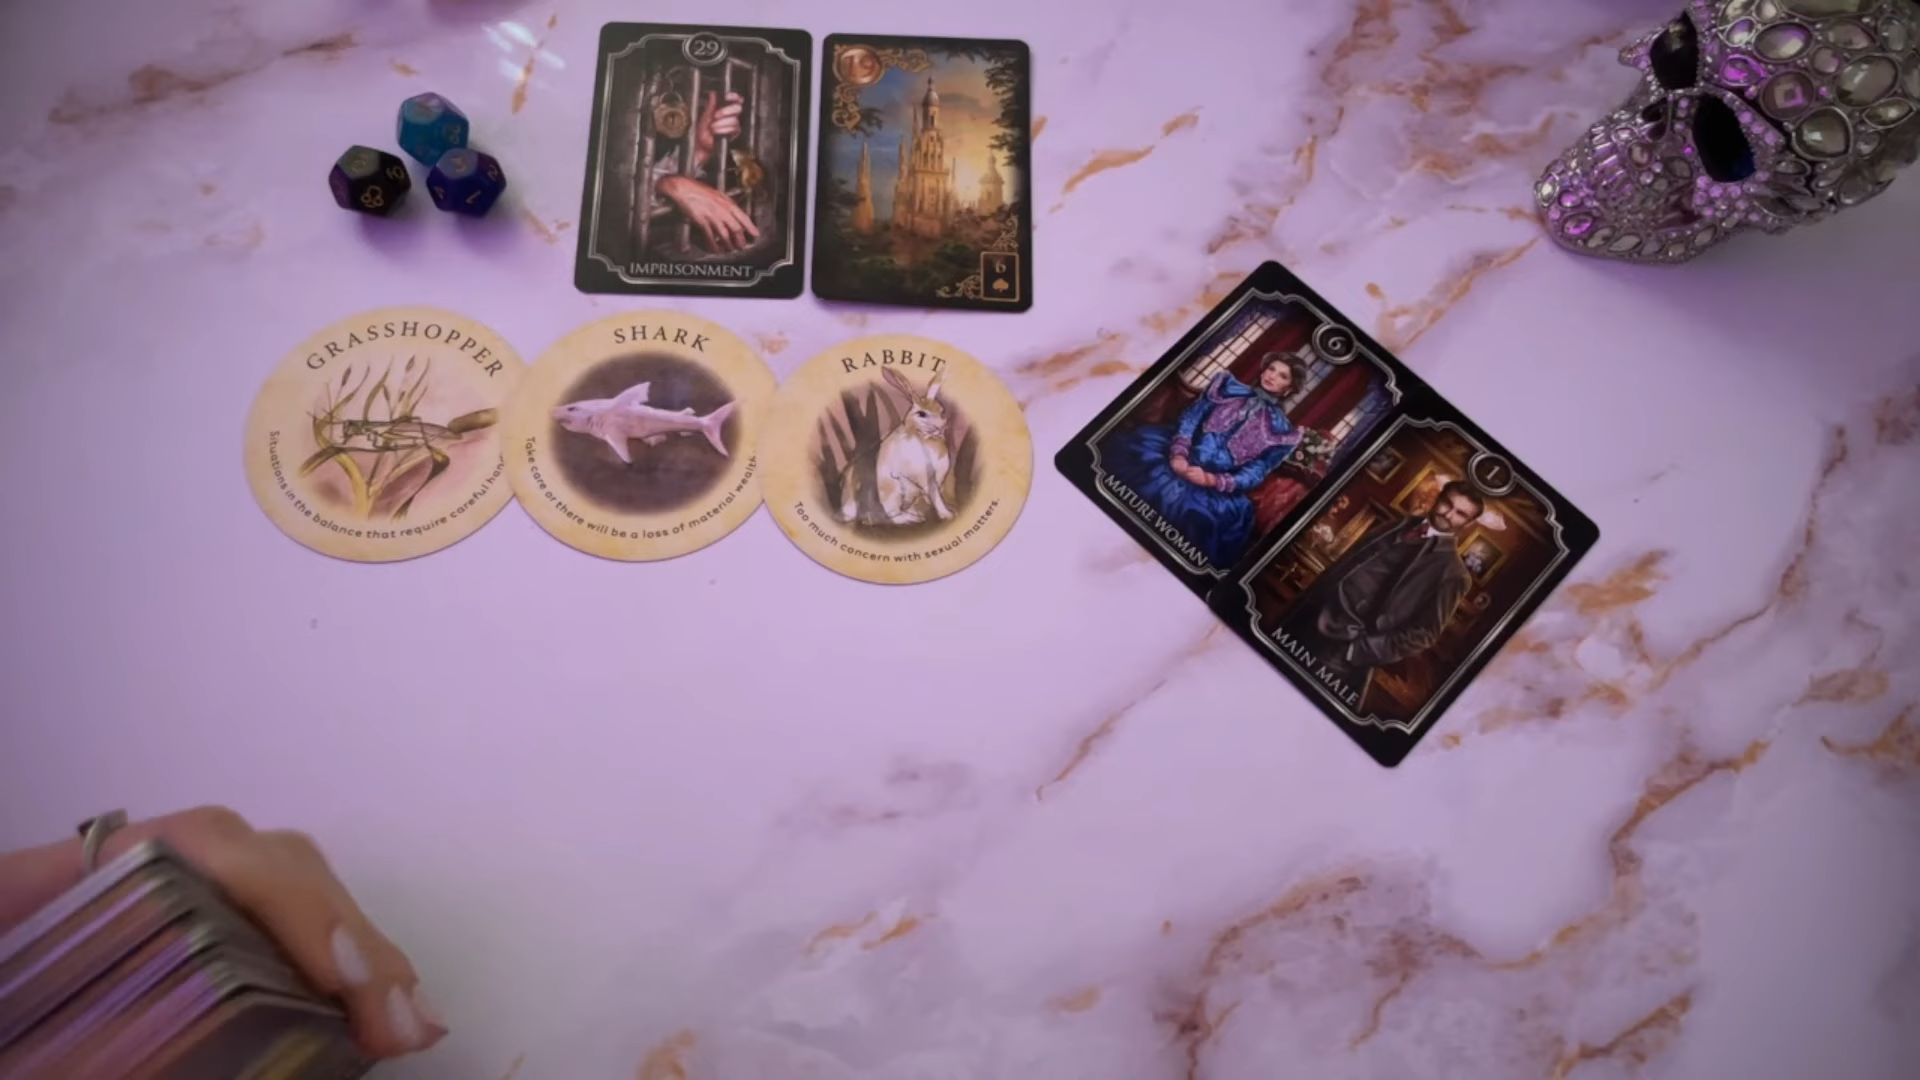 29
IMPRISONMENT
19
6
GRASSHOPPER
Situations in the balance that require careful han
SHARK
Take care or there will be a loss of material wealth
RABBIT
Too much concern with sexual matters.
6
MATURE WOMAN
1
MAIN MALE